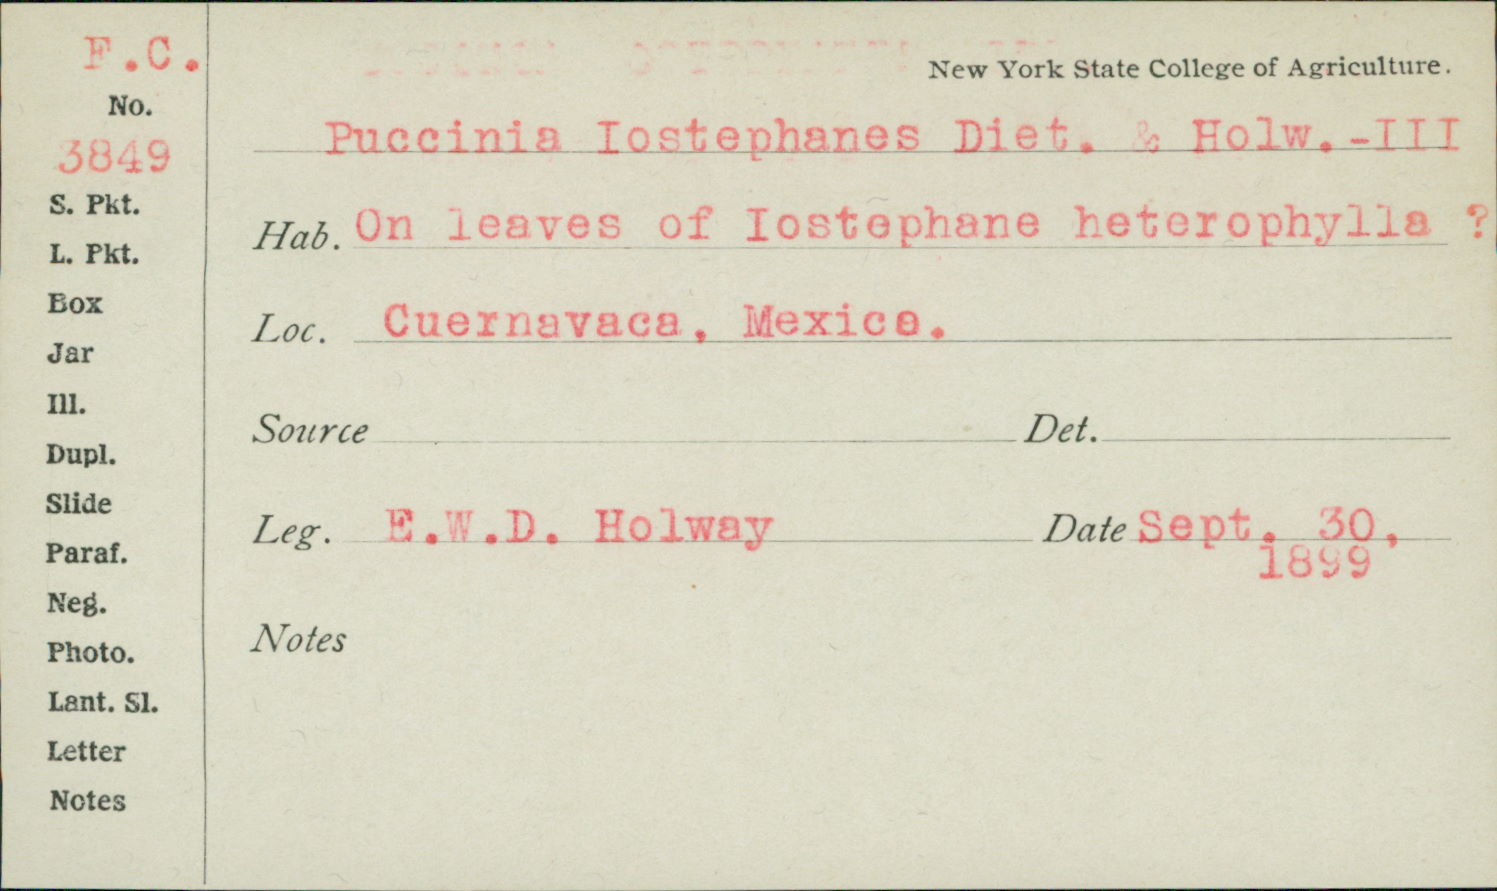 F.C.
New York State College of Agriculture.
No.
3849
Puccinia Iostephanes Diet. & Holw.-III
S. Pkt.
Hab. On leaves of Iostephane heterophylla ?
L. Pkt.
Box
Loc. Cuernavaca, Mexico.
Jar
Ill.
Source Det.
Dupl.
Slide
Leg. E.W.D. Holway Date Sept. 30,
1899
Paraf.
Neg.
Notes
Photo.
Lant. Sl.
Letter
Notes